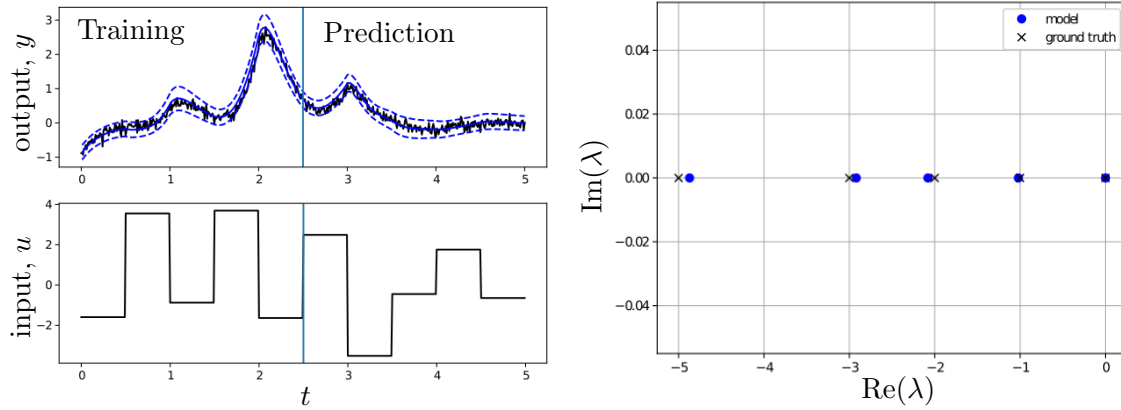 Training Prediction
output, y
3
2
1
0
−1
0 1 2 3 4 5
input, u
4
2
0
−2
0 1 2 3 4 5
t
model
ground truth
Im(λ)
0.04
0.02
0.00
−0.02
−0.04
−5 −4 −3 −2 −1 0
Re(λ)